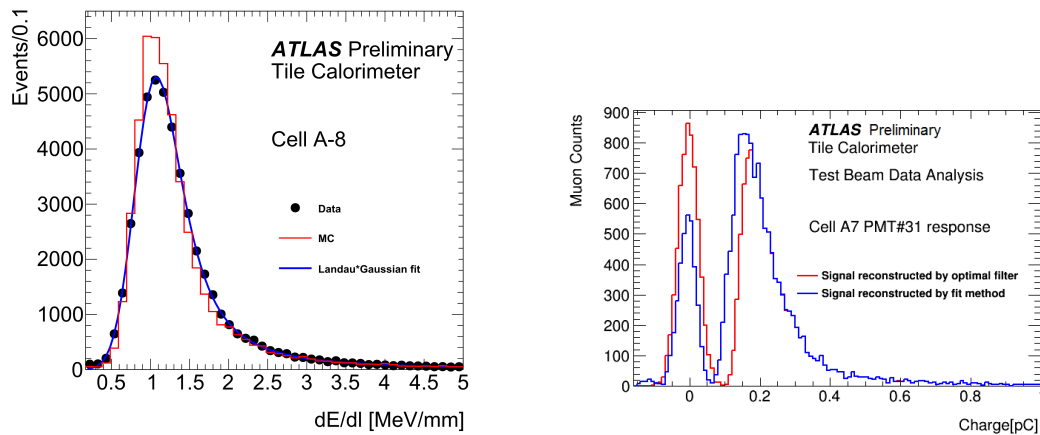 Events/0.1
6000
5000
4000
3000
2000
1000
0
ATLAS Preliminary
Tile Calorimeter
Cell A-8
Data
MC
Landau*Gaussian fit
0.5 1 1.5 2 2.5 3 3.5 4 4.5 5
dE/dl [MeV/mm]
Muon Counts
900
800
700
600
500
400
300
200
100
0
ATLAS Preliminary
Tile Calorimeter
Test Beam Data Analysis
Cell A7 PMT#31 response
Signal reconstructed by optimal filter
Signal reconstructed by fit method
0 0.2 0.4 0.6 0.8
Charge[pC]